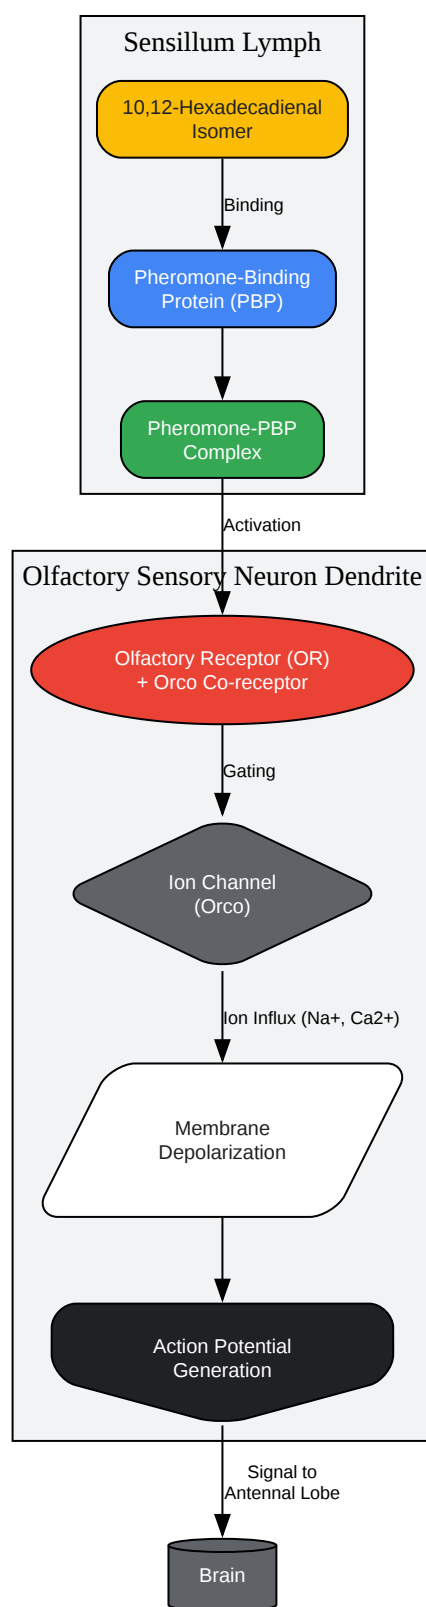 Sensillum Lymph
10,12-Hexadecadienal
Isomer
Binding
Pheromone-Binding
Protein (PBP)
Pheromone-PBP
Complex
Activation
Olfactory Sensory Neuron Dendrite
Olfactory Receptor (OR)
+ Orco Co-receptor
Gating
Ion Channel
(Orco)
Ion Influx (Na+, Ca2+)
Membrane
Depolarization
Action Potential
Generation
Signal to
Antennal Lobe
Brain